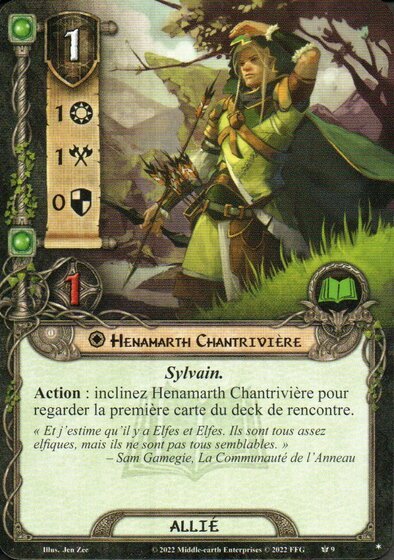 1
1
1
0
1
Henamarth Chantrivière
Sylvain.
Action : inclinez Henamarth Chantrivière pour
regarder la première carte du deck de rencontre.
« Et j'estime qu'il y a Elfes et Elfes. Ils sont tous assez
elfiques, mais ils ne sont pas tous semblables. »
– Sam Gamegie, La Communauté de l'Anneau
ALLIÉ
Illus. Jen Zee
© 2022 Middle-earth Enterprises © 2022 FFG
9